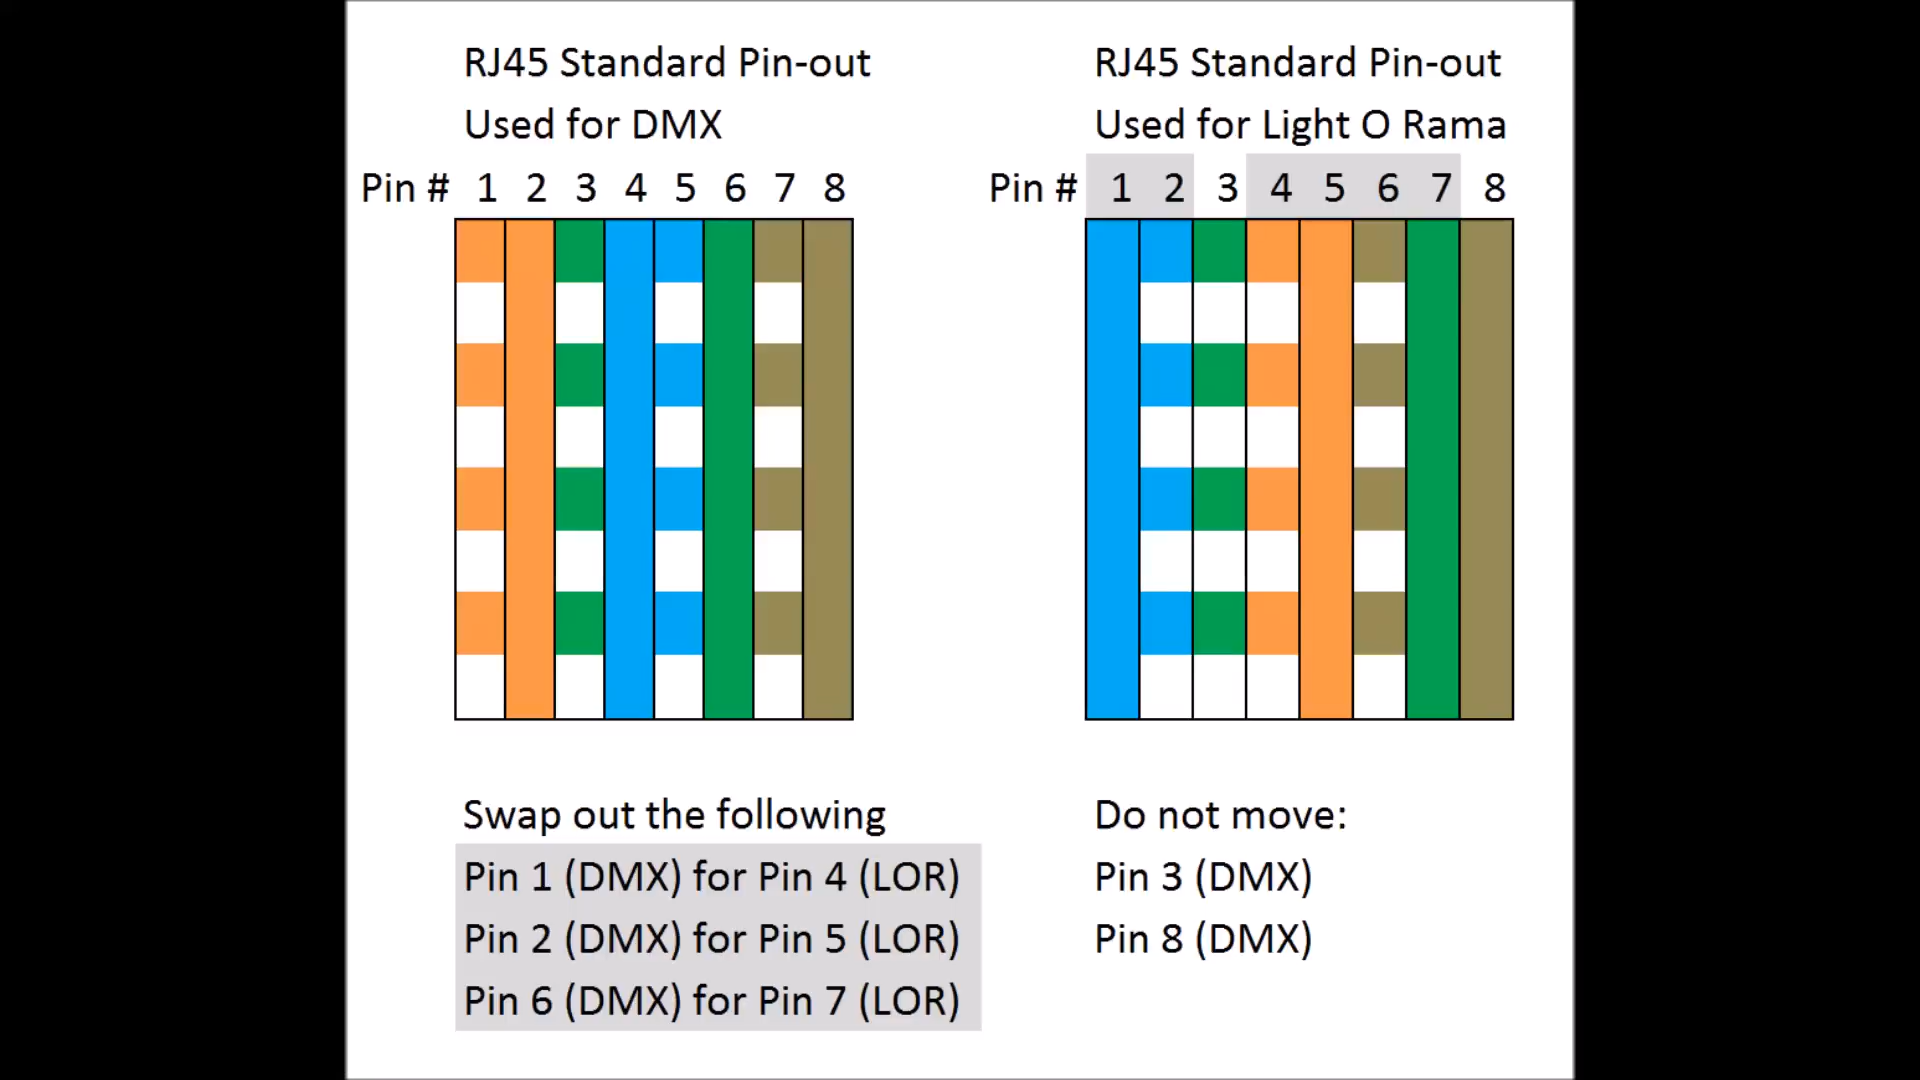 RJ45 Standard Pin-out
Used for DMX
Pin # 1 2 3 4 5 6 7 8
Swap out the following
Pin 1 (DMX) for Pin 4 (LOR)
Pin 2 (DMX) for Pin 5 (LOR)
Pin 6 (DMX) for Pin 7 (LOR)
RJ45 Standard Pin-out
Used for Light O Rama
Pin # 1 2 3 4 5 6 7 8
Do not move:
Pin 3 (DMX)
Pin 8 (DMX)